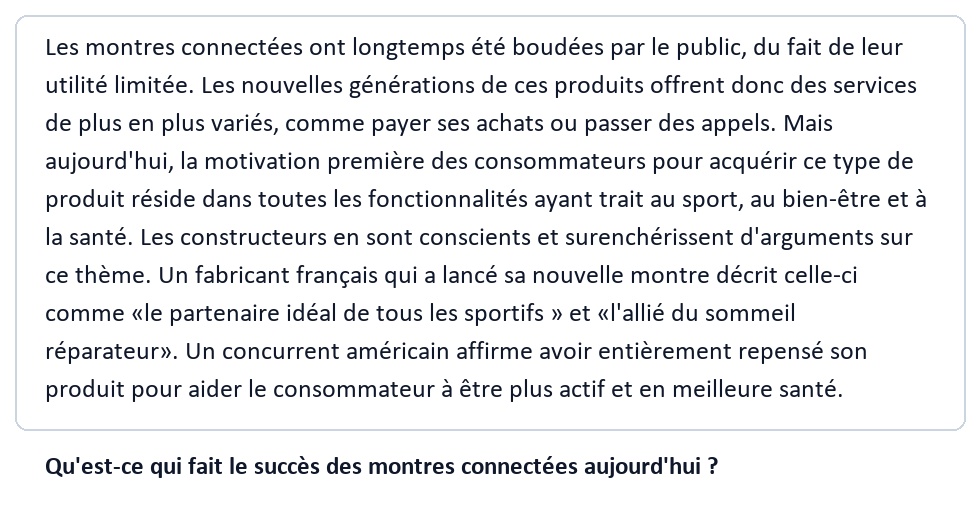 Les montres connectées ont longtemps été boudées par le public, du fait de leur
utilité limitée. Les nouvelles générations de ces produits offrent donc des services
de plus en plus variés, comme payer ses achats ou passer des appels. Mais
aujourd'hui, la motivation première des consommateurs pour acquérir ce type de
produit réside dans toutes les fonctionnalités ayant trait au sport, au bien-être et à
la santé. Les constructeurs en sont conscients et surenchérissent d'arguments sur
ce thème. Un fabricant français qui a lancé sa nouvelle montre décrit celle-ci
comme «le partenaire idéal de tous les sportifs » et «l'allié du sommeil
réparateur». Un concurrent américain affirme avoir entièrement repensé son
produit pour aider le consommateur à être plus actif et en meilleure santé.
Qu'est-ce qui fait le succès des montres connectées aujourd'hui ?